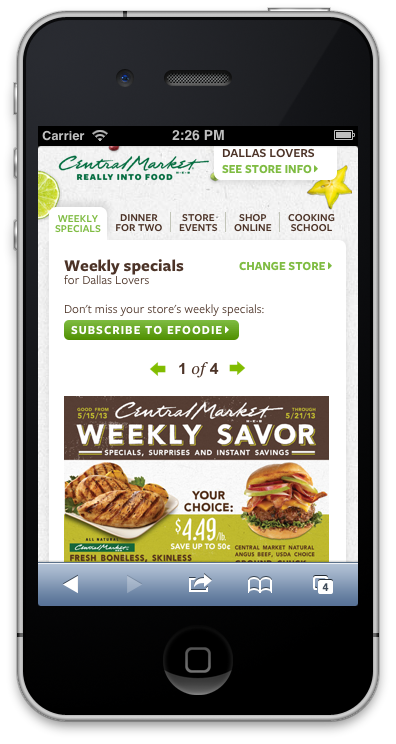 Carrier 2:26 PM
Central Market
H-E-B
REALLY INTO FOOD
DALLAS LOVERS
SEE STORE INFO
WEEKLY SPECIALS
DINNER FOR TWO
STORE EVENTS
SHOP ONLINE
COOKING SCHOOL
Weekly specials
CHANGE STORE
for Dallas Lovers
Don't miss your store's weekly specials:
SUBSCRIBE TO EFOODIE
1 of 4
GOOD FROM 5/15/13
Central Market
H-E-B
THROUGH 5/21/13
WEEKLY SAVOR
SPECIALS, SURPRISES AND INSTANT SAVINGS
YOUR CHOICE:
$4.49/lb.
SAVE UP TO 50¢
ALL NATURAL
Central Market
FRESH BONELESS, SKINLESS
CENTRAL MARKET NATURAL
ANGUS BEEF, USDA CHOICE
GROUND CHUCK
4